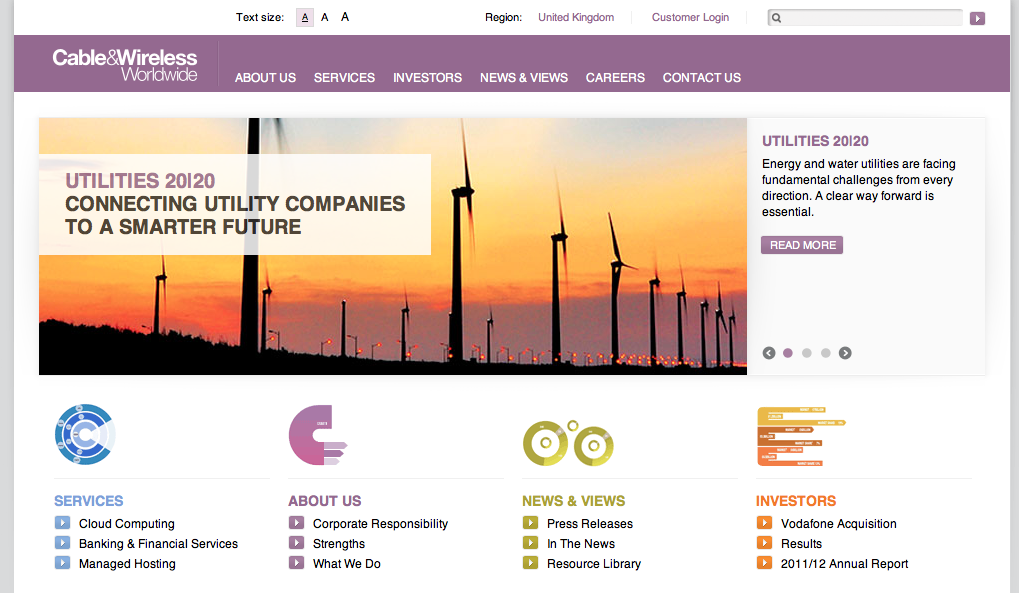 Text size: A A A Region: United Kingdom Customer Login
Cable&Wireless
Worldwide
ABOUT US SERVICES INVESTORS NEWS & VIEWS CAREERS CONTACT US
UTILITIES 20|20
CONNECTING UTILITY COMPANIES
TO A SMARTER FUTURE
UTILITIES 20|20
Energy and water utilities are facing
fundamental challenges from every
direction. A clear way forward is
essential.
READ MORE
SERVICES
Cloud Computing
Banking & Financial Services
Managed Hosting
ABOUT US
Corporate Responsibility
Strengths
What We Do
NEWS & VIEWS
Press Releases
In The News
Resource Library
INVESTORS
Vodafone Acquisition
Results
2011/12 Annual Report